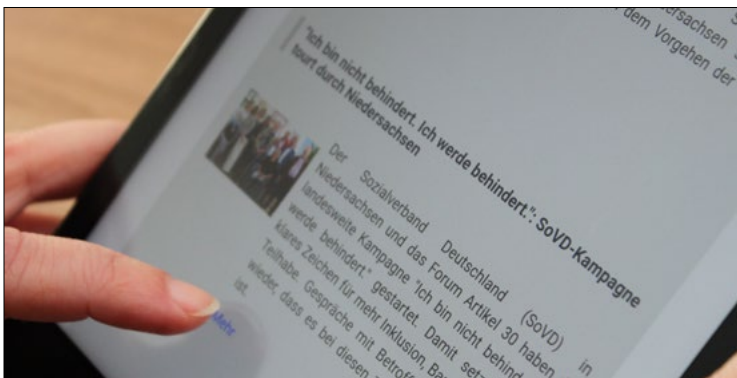 S
ersachsen s
dem Vorgehen der
"Ich bin nicht behindert. Ich werde behindert.": SoVD-Kampagne
tourt durch Niedersachsen
Der Sozialverband Deutschland (SoVD) in
Niedersachsen und das Forum Artikel 30 haben
landesweite Kampagne "Ich bin nicht behind
werde behindert." gestartet. Damit setz
klares Zeichen für mehr Inklusion, Ba
Teilhabe. Gespräche mit Betroff
wieder, dass es bei diesen
ist.
Mehr